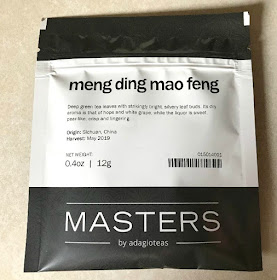 meng ding mao feng
Deep green tea leaves with strikingly bright, silvery leaf buds. Its dry
aroma is that of hops and white grape, while the liquor is sweet,
pear-like, crisp and lingering.
Origin: Sichuan, China
Harvest: May 2019
NET WEIGHT:
0.4oz | 12g
MASTERS
by adagioteas